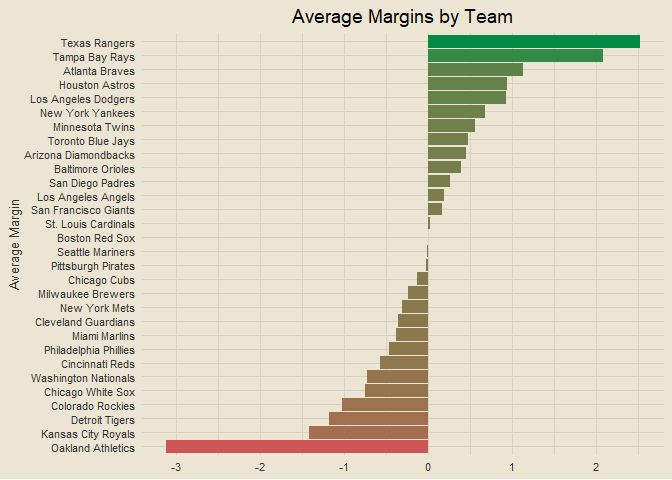 Average Margins by Team
Average Margin
Texas Rangers
Tampa Bay Rays
Atlanta Braves
Houston Astros
Los Angeles Dodgers
New York Yankees
Minnesota Twins
Toronto Blue Jays
Arizona Diamondbacks
Baltimore Orioles
San Diego Padres
Los Angeles Angels
San Francisco Giants
St. Louis Cardinals
Boston Red Sox
Seattle Mariners
Pittsburgh Pirates
Chicago Cubs
Milwaukee Brewers
New York Mets
Cleveland Guardians
Miami Marlins
Philadelphia Phillies
Cincinnati Reds
Washington Nationals
Chicago White Sox
Colorado Rockies
Detroit Tigers
Kansas City Royals
Oakland Athletics
-3 -2 -1 0 1 2